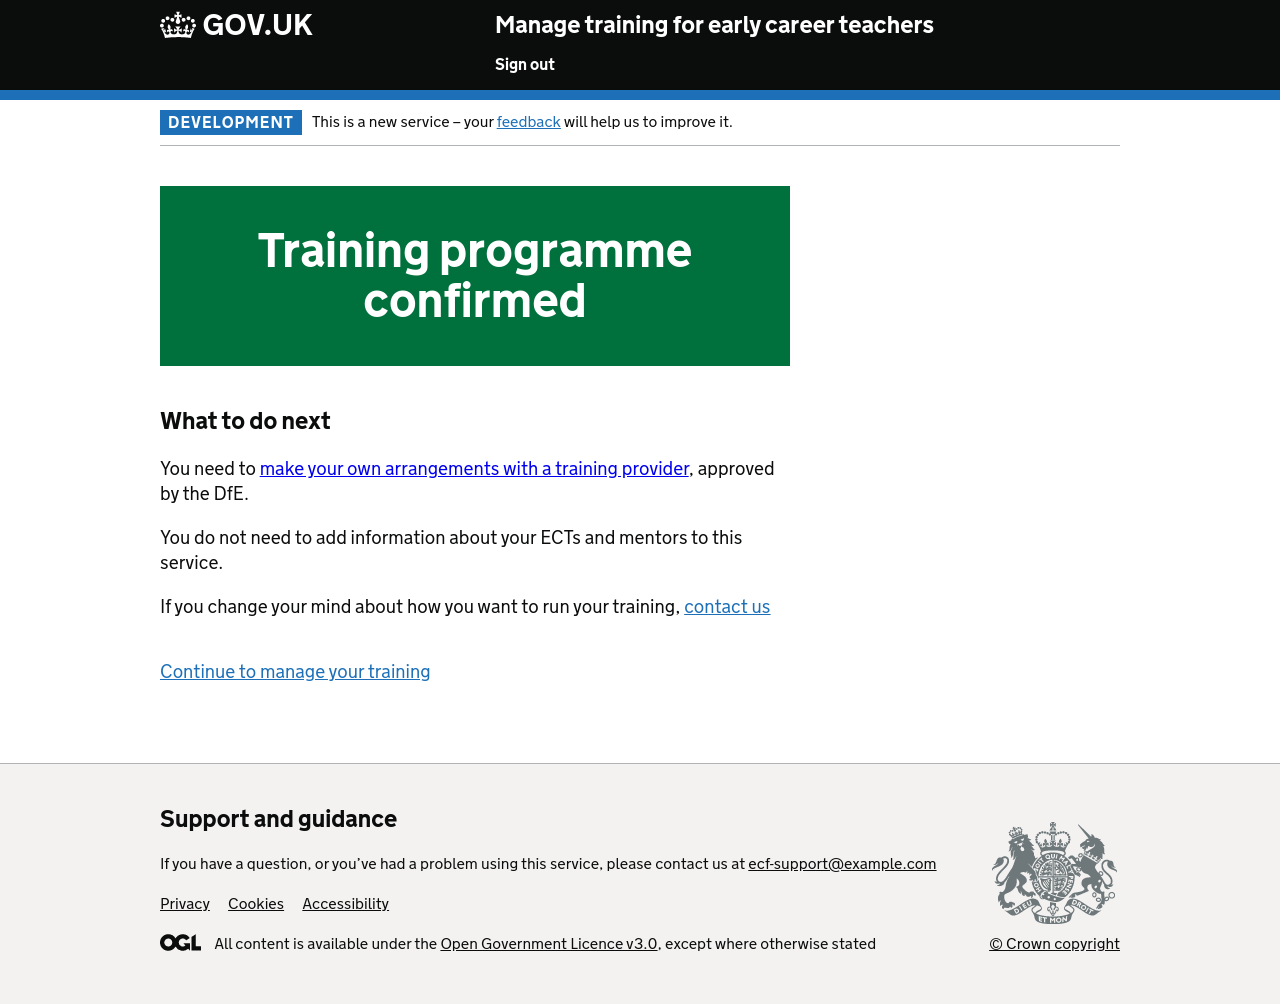 GOV.UK
Manage training for early career teachers
Sign out
DEVELOPMENT
This is a new service – your feedback will help us to improve it.
Training programme
confirmed
What to do next
You need to make your own arrangements with a training provider, approved
by the DfE.
You do not need to add information about your ECTs and mentors to this
service.
If you change your mind about how you want to run your training, contact us
Continue to manage your training
Support and guidance
If you have a question, or you’ve had a problem using this service, please contact us at ecf-support@example.com
Privacy Cookies Accessibility
OGL All content is available under the Open Government Licence v3.0, except where otherwise stated
© Crown copyright